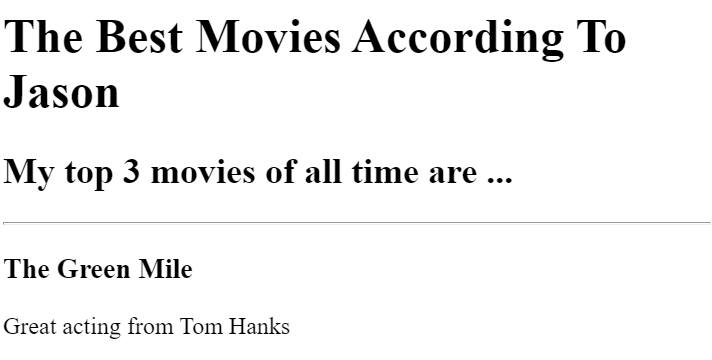 The Best Movies According To
Jason
My top 3 movies of all time are ...
The Green Mile
Great acting from Tom Hanks